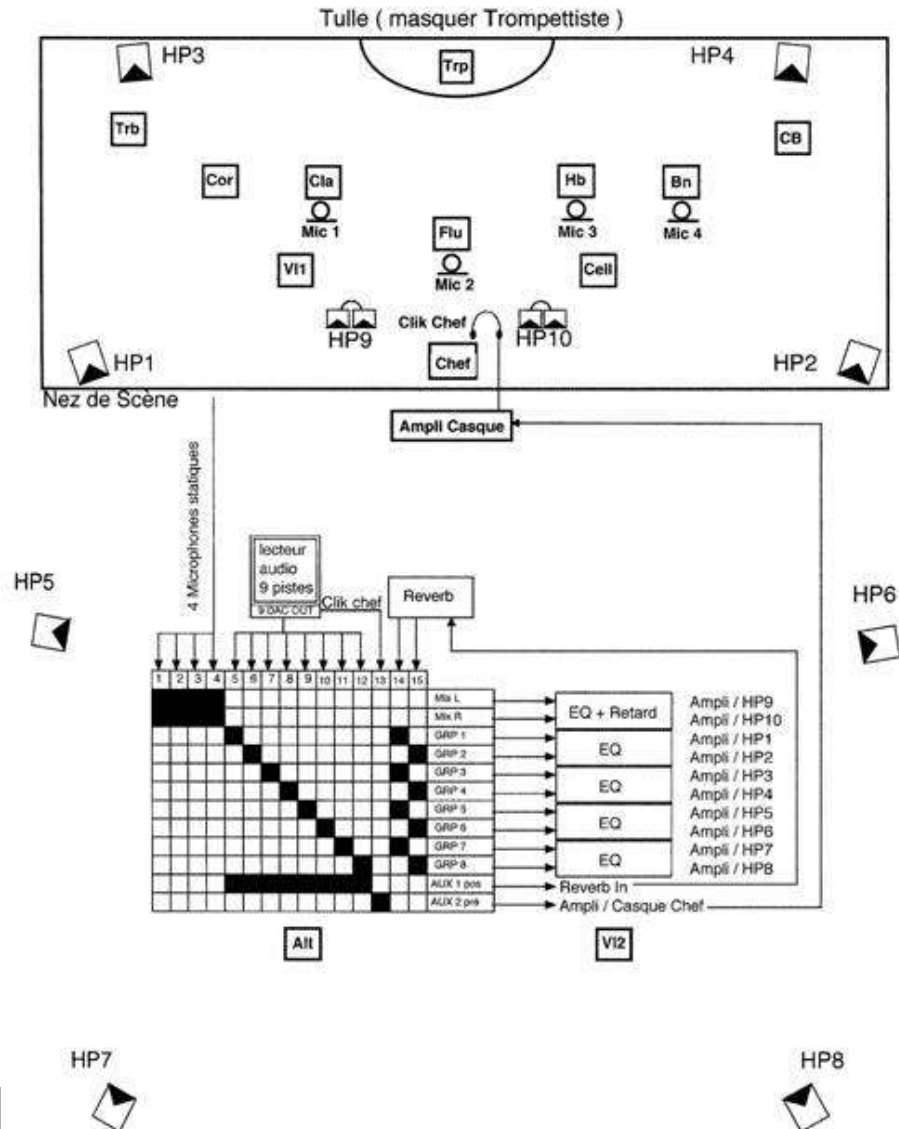 Tulle ( masquer Trompettiste )
HP3
Trp
HP4
Trb
CB
Cor
Cla
Hb
Bn
Mic 1
Flu
Mic 3
Mic 4
Vl1
Mic 2
Cell
HP9
Clik Chef
HP10
HP1
Chef
HP2
Nez de Scène
Ampli Casque
4 Microphones statiques
lecteur
audio
9 pistes
9 DAC OUT
Clik chef
Reverb
HP5
HP6
1 2 3 4 5 6 7 8 9 10 11 12 13 14 15
Mix L
Mix R
GRP 1
GRP 2
GRP 3
GRP 4
GRP 5
GRP 6
GRP 7
GRP 8
AUX 1 pos
AUX 2 pré
EQ + Retard
EQ
EQ
EQ
EQ
Ampli / HP9
Ampli / HP10
Ampli / HP1
Ampli / HP2
Ampli / HP3
Ampli / HP4
Ampli / HP5
Ampli / HP6
Ampli / HP7
Ampli / HP8
Reverb In
Ampli / Casque Chef
Alt
Vl2
HP7
HP8